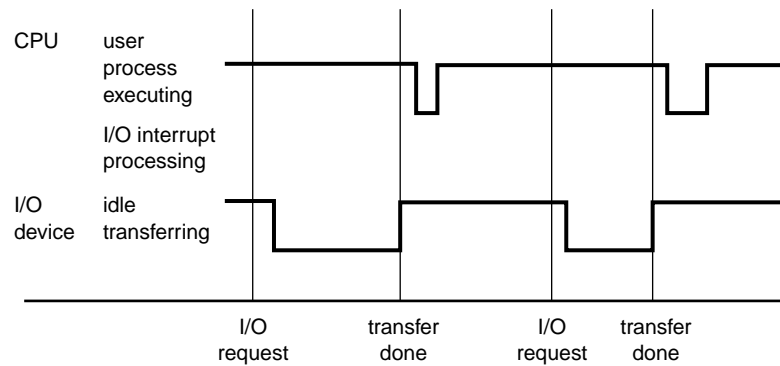 CPU user
process
executing
I/O interrupt
processing
I/O idle
device transferring
I/O transfer I/O transfer
request done request done